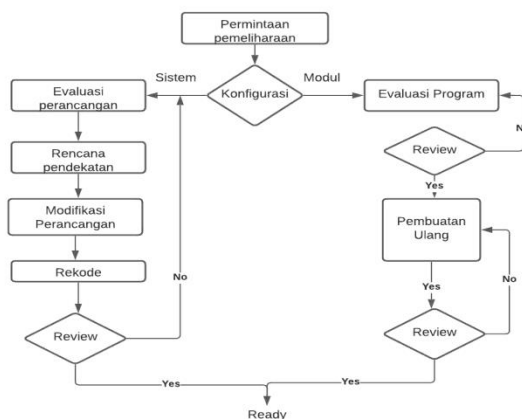 Permintaan
pemeliharaan
Sistem
Konfigurasi
Modul
Evaluasi
perancangan
Evaluasi Program
Rencana
pendekatan
Review
Yes
Modifikasi
Perancangan
Pembuatan
Ulang
Rekode
No
Yes
No
Review
Review
Yes
Yes
Ready